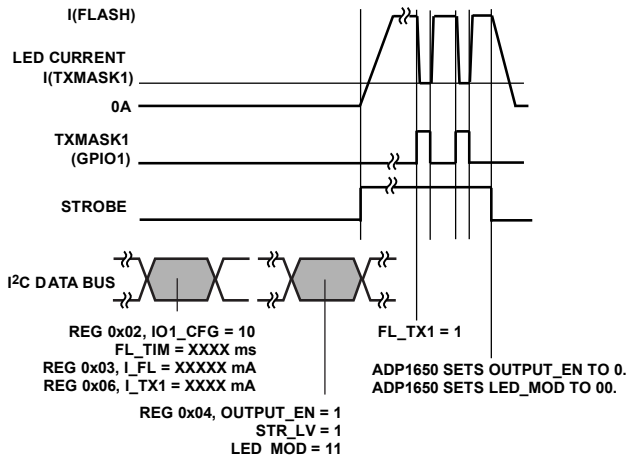 I(FLASH)
LED CURRENT
I(TXMASK1)
0A
TXMASK1
(GPIO1)
STROBE
I2C DATA BUS
REG 0x02, IO1_CFG = 10
FL_TIM = XXXX ms
REG 0x03, I_FL = XXXXX mA
REG 0x06, I_TX1 = XXXX mA
REG 0x04, OUTPUT_EN = 1
STR_LV = 1
LED_MOD = 11
FL_TX1 = 1
ADP1650 SETS OUTPUT_EN TO 0.
ADP1650 SETS LED_MOD TO 00.